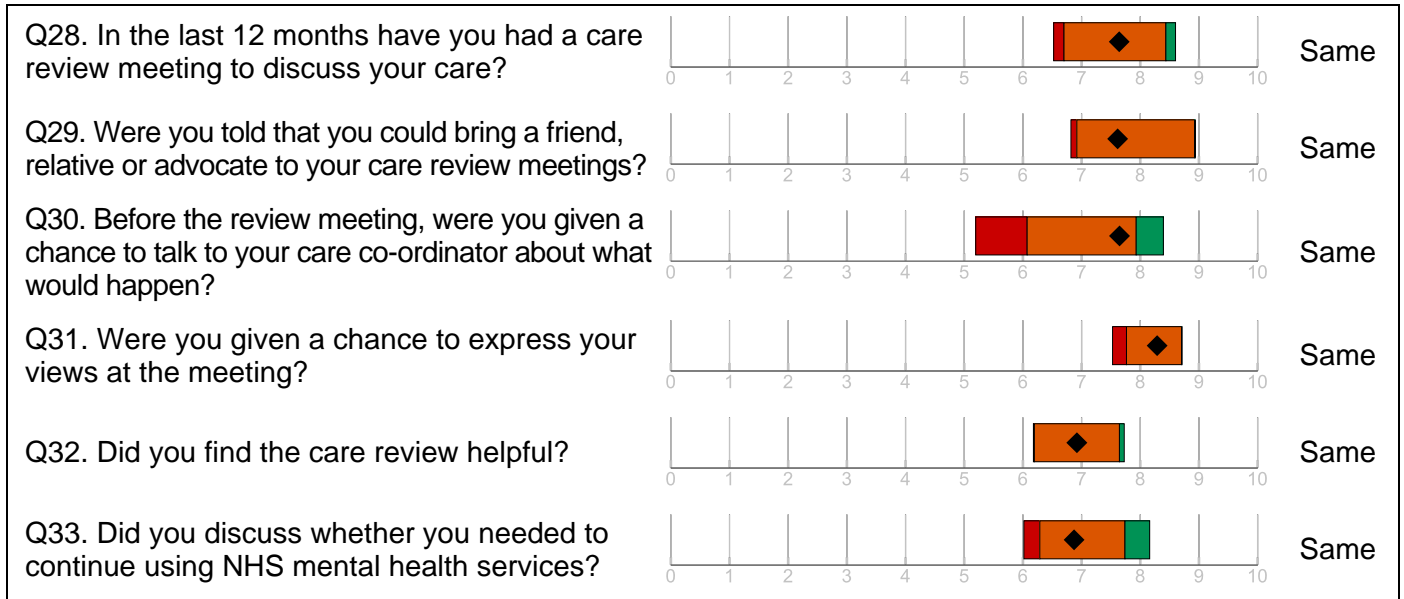 Q28. In the last 12 months have you had a care
review meeting to discuss your care?
0 1 2 3 4 5 6 7 8 9 10
Same
Q29. Were you told that you could bring a friend,
relative or advocate to your care review meetings?
0 1 2 3 4 5 6 7 8 9 10
Same
Q30. Before the review meeting, were you given a
chance to talk to your care co-ordinator about what
would happen?
0 1 2 3 4 5 6 7 8 9 10
Same
Q31. Were you given a chance to express your
views at the meeting?
0 1 2 3 4 5 6 7 8 9 10
Same
Q32. Did you find the care review helpful?
0 1 2 3 4 5 6 7 8 9 10
Same
Q33. Did you discuss whether you needed to
continue using NHS mental health services?
0 1 2 3 4 5 6 7 8 9 10
Same